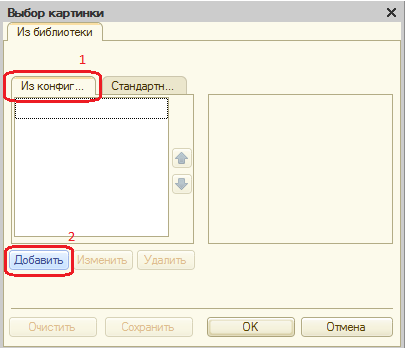 Выбор картинки
Из библиотеки
1
Из конфиг... Стандартн...
2
Добавить Изменить Удалить
Очистить Сохранить OK Отмена